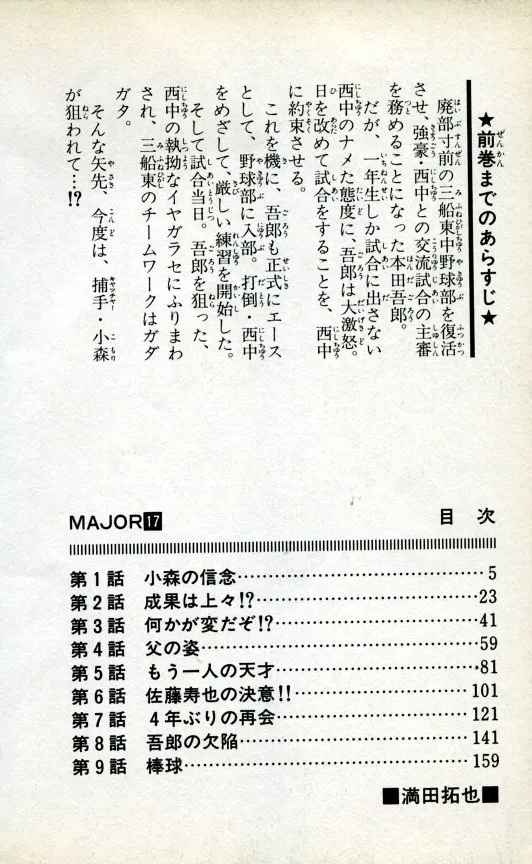 ★前巻までのあらすじ★
廃部寸前の三船東中野球部を復活
させ、強豪・西中との交流試合の主審
を務めることになった本田吾郎。
だが、一年生しか試合に出さない
西中のナメた態度に、吾郎は大激怒。
日を改めて試合をすることを、西中
に約束させる。
これを機に、吾郎も正式にエース
として、野球部に入部。打倒・西中
をめざして、厳しい練習を開始した。
そして試合当日。吾郎を狙った、
西中の執拗なイヤガラセにふりまわ
され、三船東のチームワークはガダ
ガタ。
そんな矢先、今度は、捕手・小森
が狙われて…!?
MAJOR17 目次
第1話 小森の信念……5
第2話 成果は上々!?……23
第3話 何かが変だぞ!?……41
第4話 父の姿……59
第5話 もう一人の天才……81
第6話 佐藤寿也の決意!!……101
第7話 4年ぶりの再会……121
第8話 吾郎の欠陥……141
第9話 棒球……159
■満田拓也■